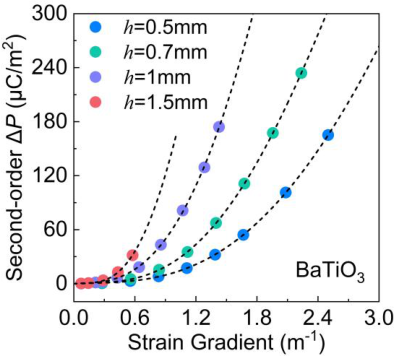 Second-order ΔP (μC/m²)
300
240
180
120
60
0
h=0.5mm
h=0.7mm
h=1mm
h=1.5mm
BaTiO₃
0.0 0.6 1.2 1.8 2.4 3.0
Strain Gradient (m⁻¹)